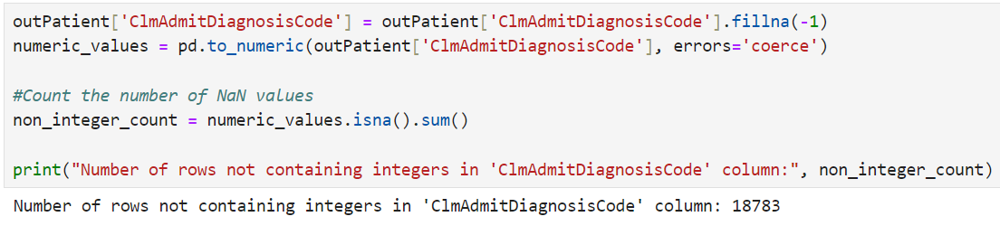 outPatient['ClmAdmitDiagnosisCode'] = outPatient['ClmAdmitDiagnosisCode'].fillna(-1)
numeric_values = pd.to_numeric(outPatient['ClmAdmitDiagnosisCode'], errors='coerce')
#Count the number of NaN values
non_integer_count = numeric_values.isna().sum()
print("Number of rows not containing integers in 'ClmAdmitDiagnosisCode' column:", non_integer_count)
Number of rows not containing integers in 'ClmAdmitDiagnosisCode' column: 18783